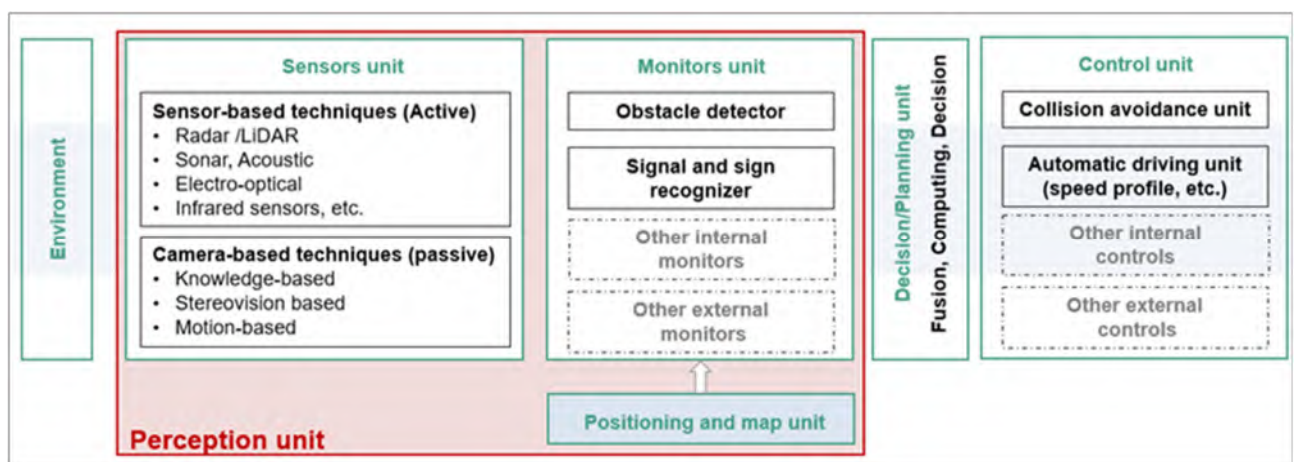 Environment
Sensors unit
Sensor-based techniques (Active)
• Radar /LiDAR
• Sonar, Acoustic
• Electro-optical
• Infrared sensors, etc.
Camera-based techniques (passive)
• Knowledge-based
• Stereovision based
• Motion-based
Monitors unit
Obstacle detector
Signal and sign
recognizer
Other internal
monitors
Other external
monitors
Positioning and map unit
Perception unit
Decision/Planning unit
Fusion, Computing, Decision
Control unit
Collision avoidance unit
Automatic driving unit
(speed profile, etc.)
Other internal
controls
Other external
controls